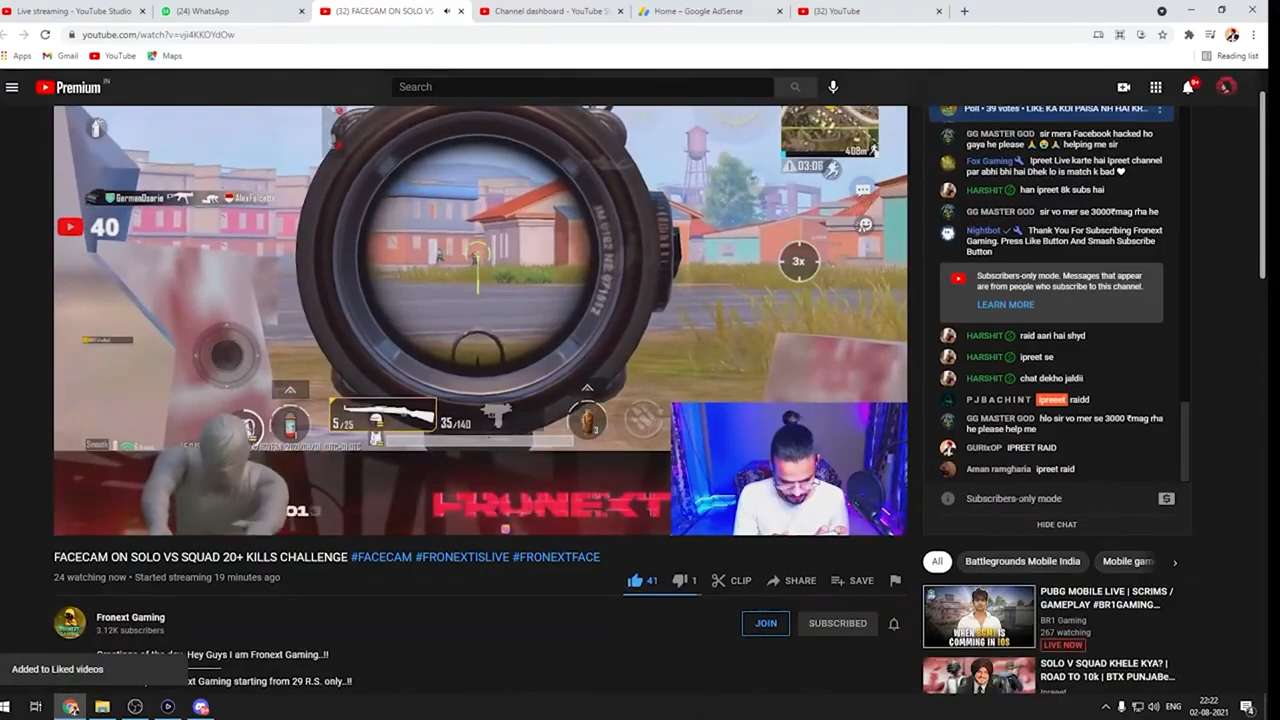 Live streaming - YouTube Studio
(24) WhatsApp
(32) FACECAM ON SOLO VS
Channel dashboard - YouTube S
Home – Google AdSense
(32) YouTube
youtube.com/watch?v=vji4KKOYdOw
Apps
Gmail
YouTube
Maps
Reading list
Premium IN
Search
9+
GermanOsorio
AlexFalcatty
40
408m
03:06
3x
5/25
35/140
3
Smooth
FRONEXT
FACECAM ON SOLO VS SQUAD 20+ KILLS CHALLENGE #FACECAM #FRONEXTISLIVE #FRONEXTFACE
24 watching now • Started streaming 19 minutes ago
41
1
CLIP
SHARE
SAVE
Fronext Gaming
3.12K subscribers
JOIN
SUBSCRIBED
Hey Guys I am Fronext Gaming..!!
ext Gaming starting from 29 R.S. only..!!
Added to Liked videos
Poll • 39 votes • LIKE KA KOI PAISA NH HAI KR...
GG MASTER GOD sir mera Facebook hacked ho
gaya he please helping me sir
Fox Gaming Ipreet Live karte hai Ipreet channel
par abhi bhi hai Dhek lo is match k bad
HARSHIT han ipreet 8k subs hai
GG MASTER GOD sir vo mer se 3000₹mag rha he
Nightbot Thank You For Subscribing Fronext
Gaming. Press Like Button And Smash Subscribe
Button
Subscribers-only mode. Messages that appear
are from people who subscribe to this channel.
LEARN MORE
HARSHIT raid aari hai shyd
HARSHIT ipreet se
HARSHIT chat dekho jaldii
P J B A C H I N T ipreeet raidd
GG MASTER GOD hlo sir vo mer se 3000 ₹mag rha
he please help me
GURIxOP IPREET RAID
Aman ramgharia ipreet raid
Subscribers-only mode
HIDE CHAT
All
Battlegrounds Mobile India
Mobile gam
WHEN BGMI IS
COMMING IN IOS
PUBG MOBILE LIVE | SCRIMS /
GAMEPLAY #BR1GAMING...
BR1 Gaming
267 watching
LIVE NOW
SOLO V SQUAD KHELE KYA? |
ROAD TO 10k | BTX PUNJABe...
Ipreeet
ENG
22:22
02-08-2021
4